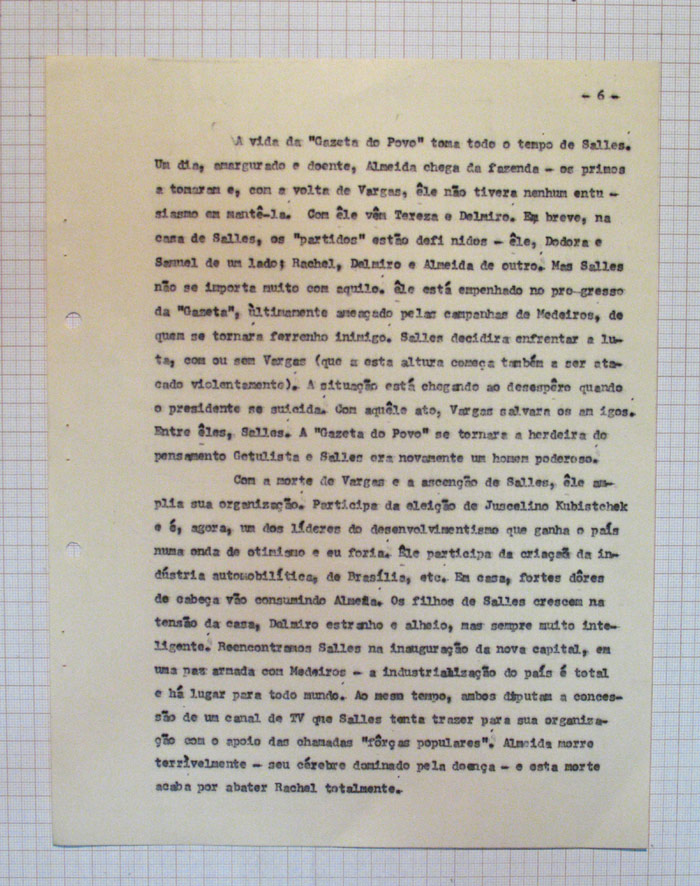 - 6 -
A vida da "Gazeta do Povo" toma todo o tempo de Salles.
Um dia, amargurado e doente, Almeida chega da fazenda - os primos
a tomaram e, com a volta de Vargas, êle não tivera nenhum entu -
siasmo em mantê-la. Com êle vêm Tereza e Delmiro. Em breve, na
casa de Salles, os "partidos" estão defi nidos - êle, Dodora e
Samuel de um lado; Rachel, Delmiro e Almeida de outro. Mas Salles
não se importa muito com aquilo. êle está empenhado no pro-gresso
da "Gazeta", ùltimamente ameaçado pelas campanhas de Medeiros, de
quem se tornara ferrenho inimigo. Salles decidira enfrentar a lu-
ta, com ou sem Vargas (que a esta altura começa também a ser ata-
cado violentamente). A situação está chegando ao desespêro quando
o presidente se suicida. Com aquêle ato, Vargas salvara os am igos.
Entre êles, Salles. A "Gazeta do Povo" se tornara a herdeira do
pensamento Getulista e Salles era novamente um homem poderoso.
Com a morte de Vargas e a ascenção de Salles, êle am-
plia sua organização. Participa da eleição de Juscelino Kubistchek
e é, agora, um dos líderes do desenvolvimentismo que ganha o país
numa onda de otimismo e eu foria. Êle participa da criação da in-
dústria automobilítica, de Brasília, etc. Em casa, fortes dôres
de cabeça vão consumindo Almeida. Os filhos de Salles crescem na
tensão da casa, Delmiro estranho e alheio, mas sempre muito inte-
ligente. Reencontramos Salles na inauguração da nova capital, em
uma paz armada com Medeiros - a industrialização do país é total
e há lugar para todo mundo. Ao mesm tempo, ambos diputam a conces-
são de um canal de TV que Salles tenta trazer para sua organiza-
ção com o apoio das chamadas "fôrças populares". Almeida morre
terrìvelmente - seu cérebro dominado pela doença - e esta morte
acaba por abater Rachel totalmente.